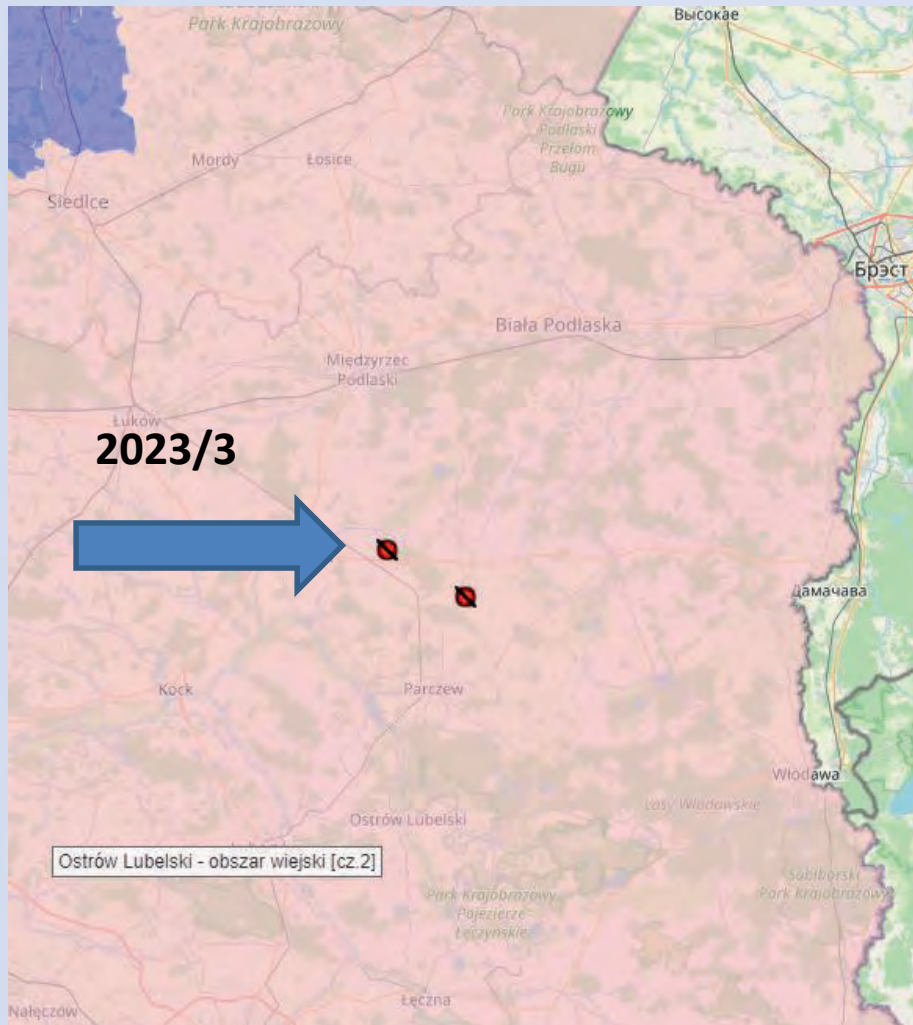 Park Krajobrazowy
Высокае
Park Krajobrazowy
Podlaski
Przełom
Bugu
Mordy
Łosice
Siedlce
Брэст
Biała Podlaska
Międzyrzec
Podlaski
Łuków
2023/3
Дамачава
Kock
Parczew
Włodawa
Lasy Włodawskie
Ostrów Lubelski
Ostrów Lubelski - obszar wiejski [cz.2]
Sobiborski
Park Krajobrazowy
Park Krajobrazowy
Pojezierze
Łęczyńskie
Łęczna
Nałęczów